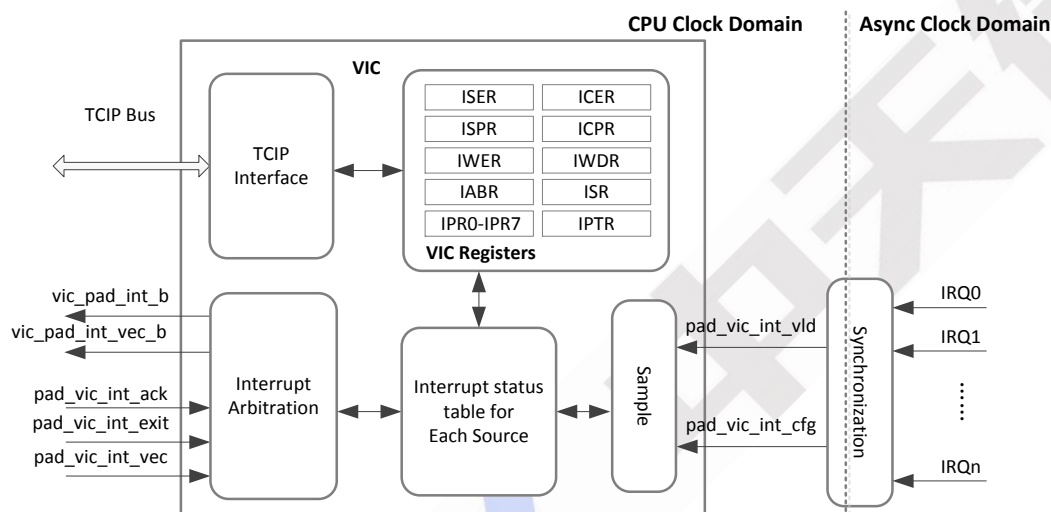 CPU Clock Domain
Async Clock Domain
VIC
TCIP Bus
TCIP
Interface
ISER
ICER
ISPR
ICPR
IWER
IWDR
IABR
ISR
IPR0-IPR7
IPTR
VIC Registers
vic_pad_int_b
vic_pad_int_vec_b
pad_vic_int_ack
pad_vic_int_exit
pad_vic_int_vec
Interrupt
Arbitration
Interrupt status
table for
Each Source
Sample
pad_vic_int_vld
pad_vic_int_cfg
Synchronization
IRQ0
IRQ1
......
IRQn
中天